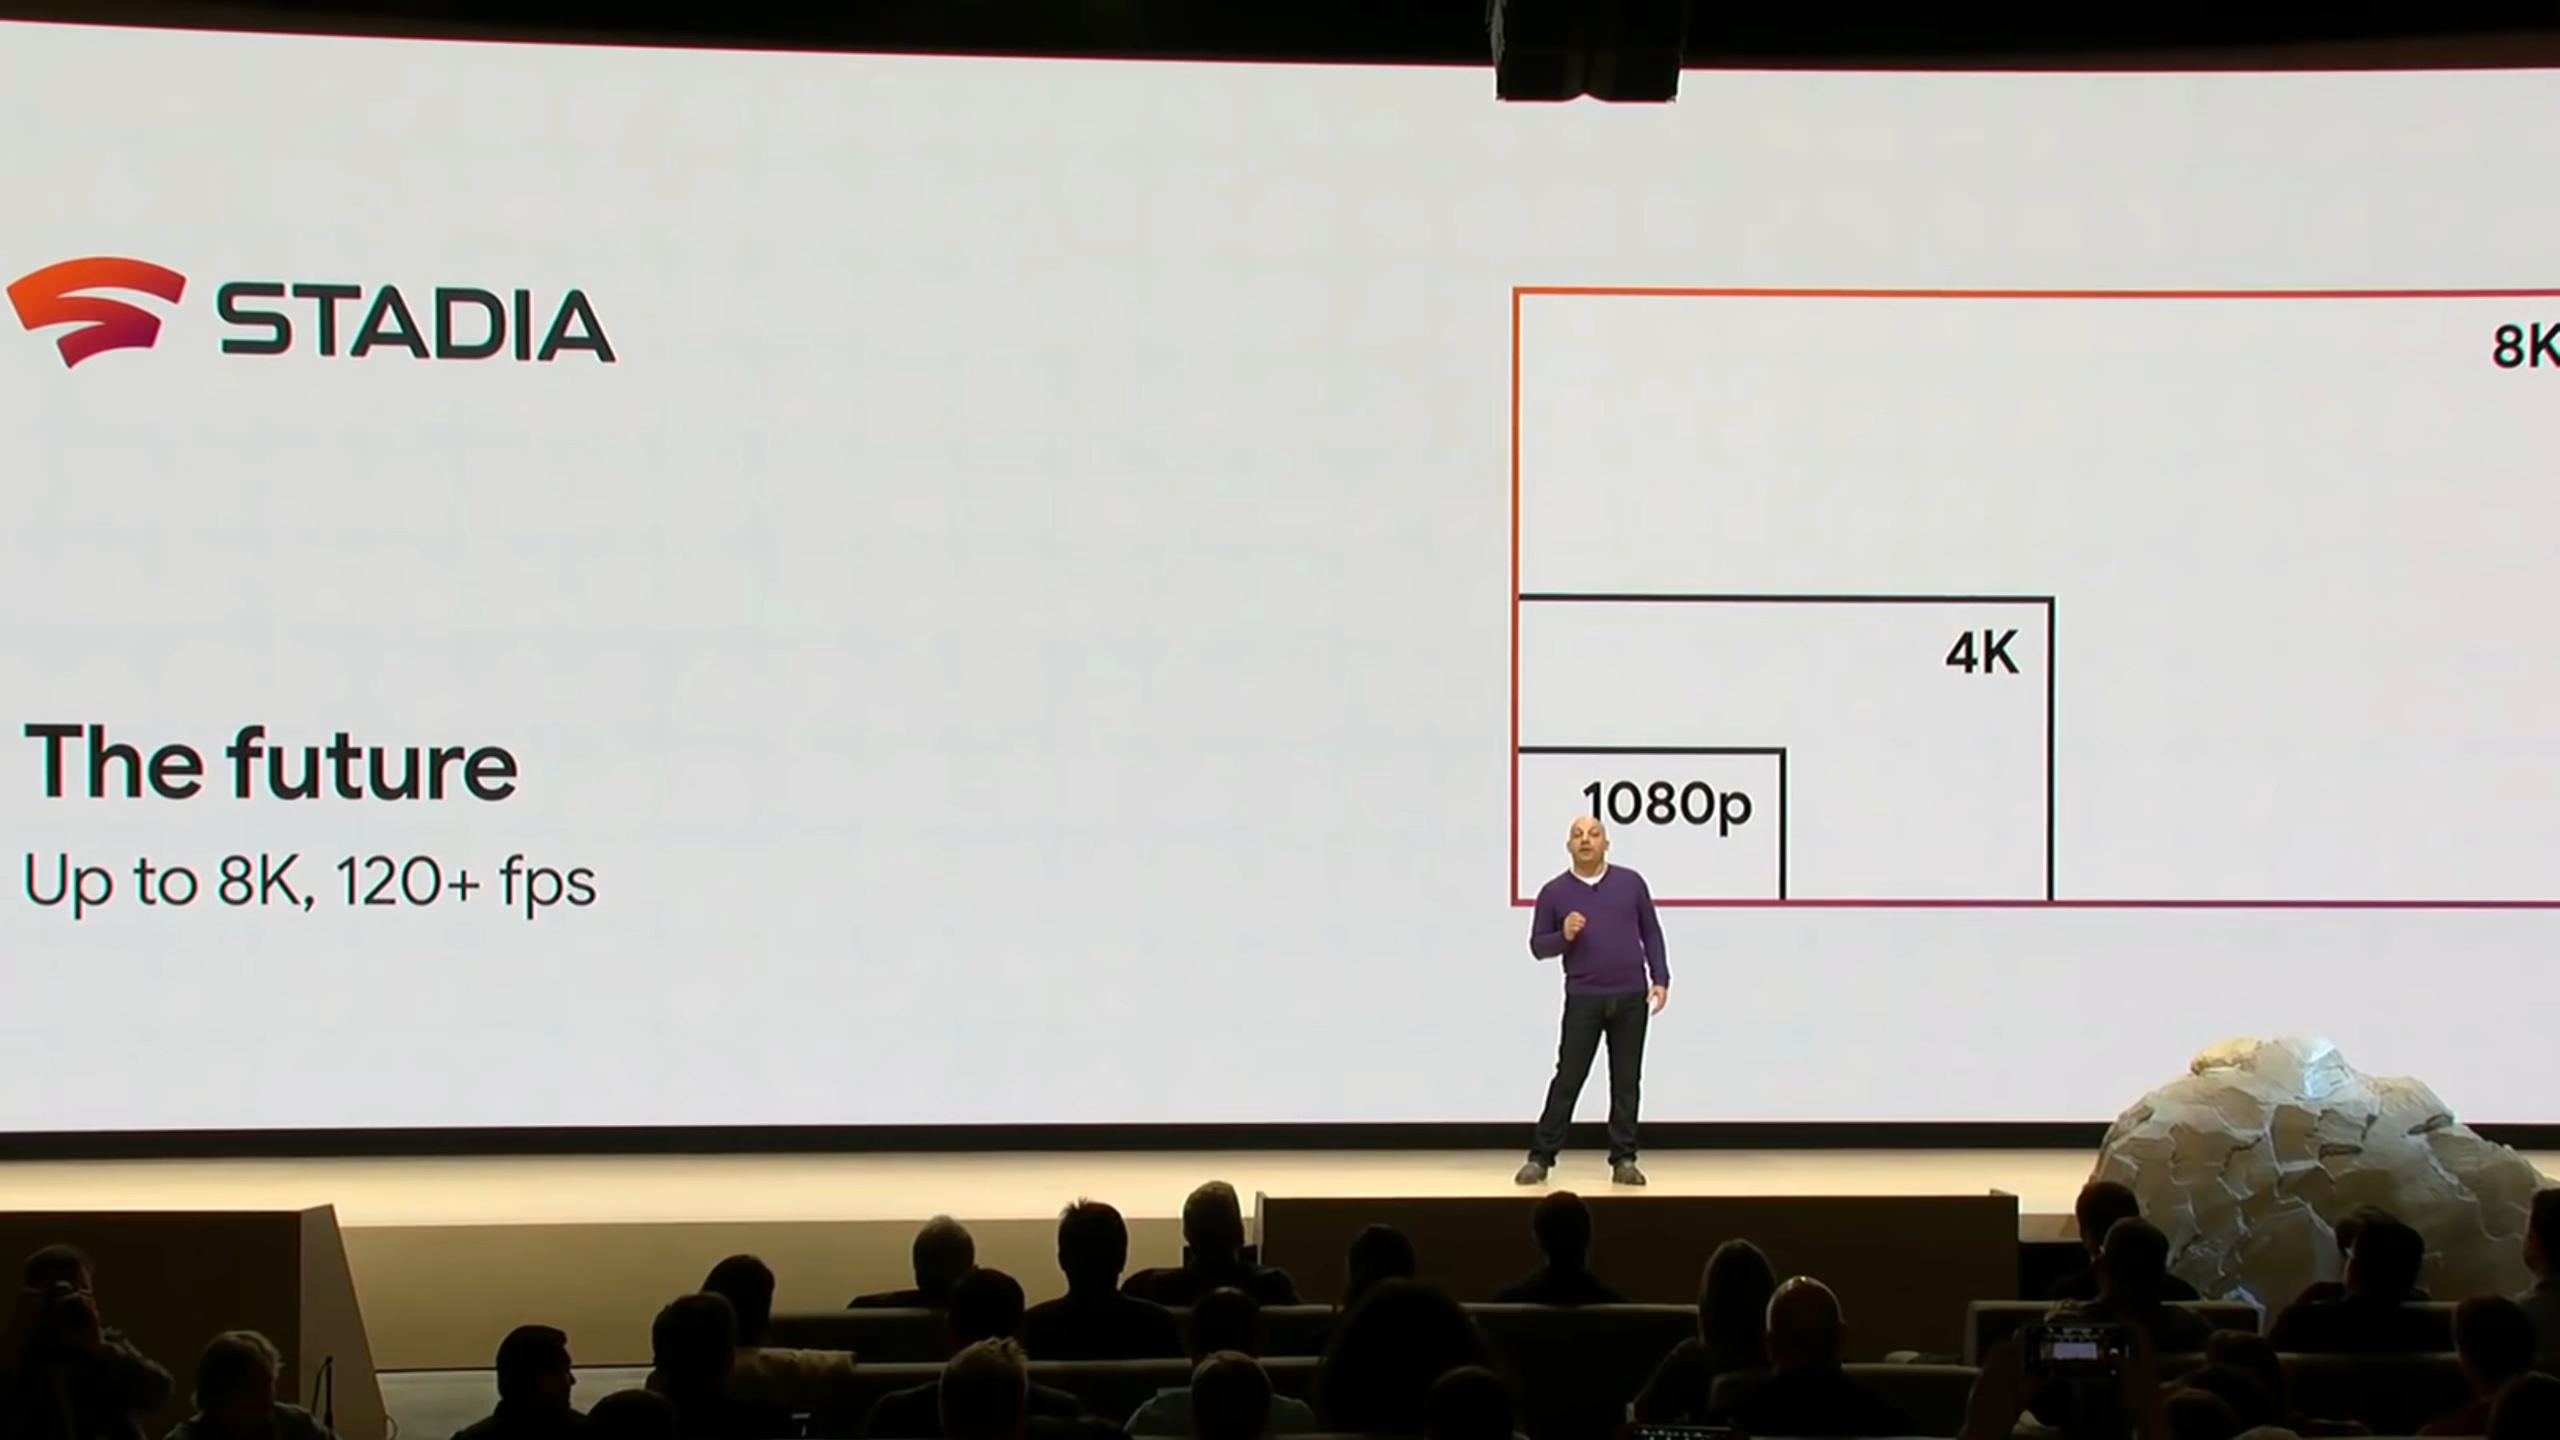 STADIA
8K
4K
The future
1080p
Up to 8K, 120+ fps